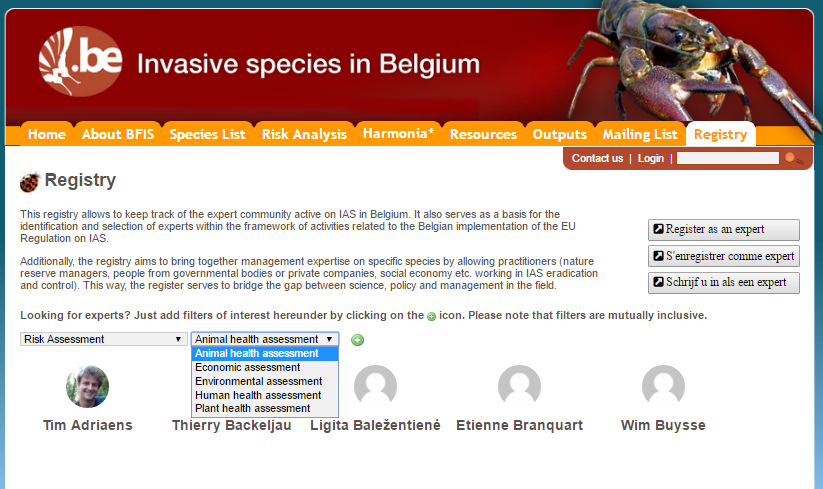 .be Invasive species in Belgium
Home About BFIS Species List Risk Analysis Harmonia+ Resources Outputs Mailing List Registry
Contact us | Login |
Registry
This registry allows to keep track of the expert community active on IAS in Belgium. It also serves as a basis for the
identification and selection of experts within the framework of activities related to the Belgian implementation of the EU
Regulation on IAS.
Register as an expert
S'enregistrer comme expert
Schrijf u in als een expert
Additionally, the registry aims to bring together management expertise on specific species by allowing practitioners (nature
reserve managers, people from governmental bodies or private companies, social economy etc. working in IAS eradication
and control). This way, the register serves to bridge the gap between science, policy and management in the field.
Looking for experts? Just add filters of interest hereunder by clicking on the icon. Please note that filters are mutually inclusive.
Risk Assessment Animal health assessment
Animal health assessment
Economic assessment
Environmental assessment
Human health assessment
Plant health assessment
Tim Adriaens Thierry Backeljau Ligita Baležentienė Etienne Branquart Wim Buysse